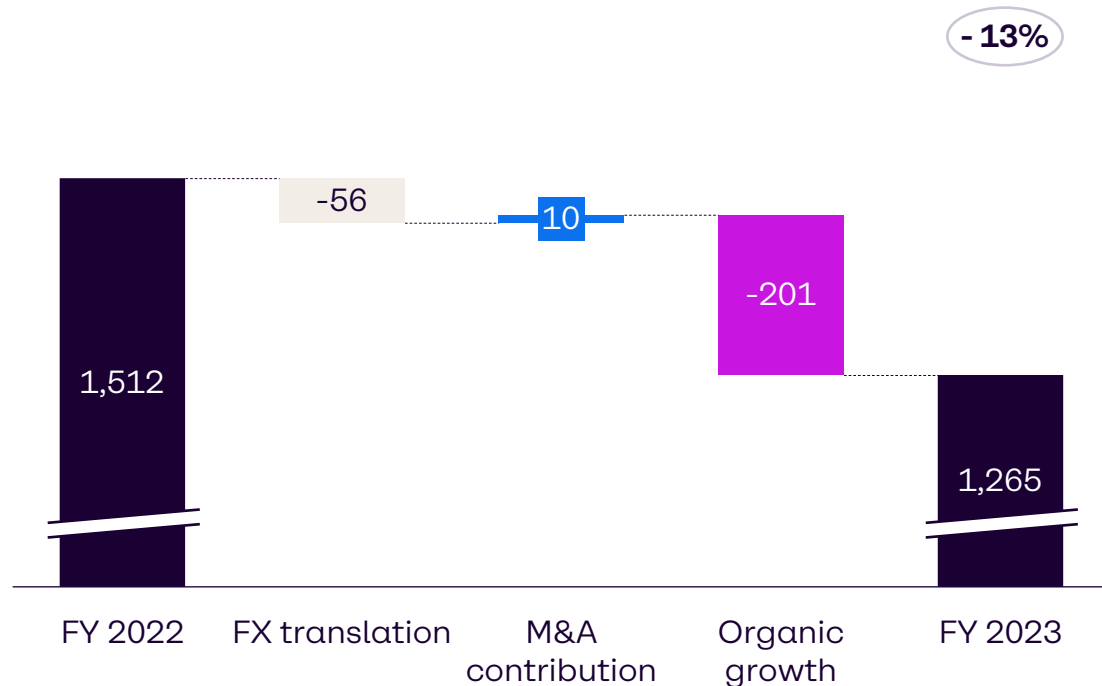 - 13%
-56
10
-201
1,512
1,265
FY 2022
FX translation
M&A
contribution
Organic
growth
FY 2023